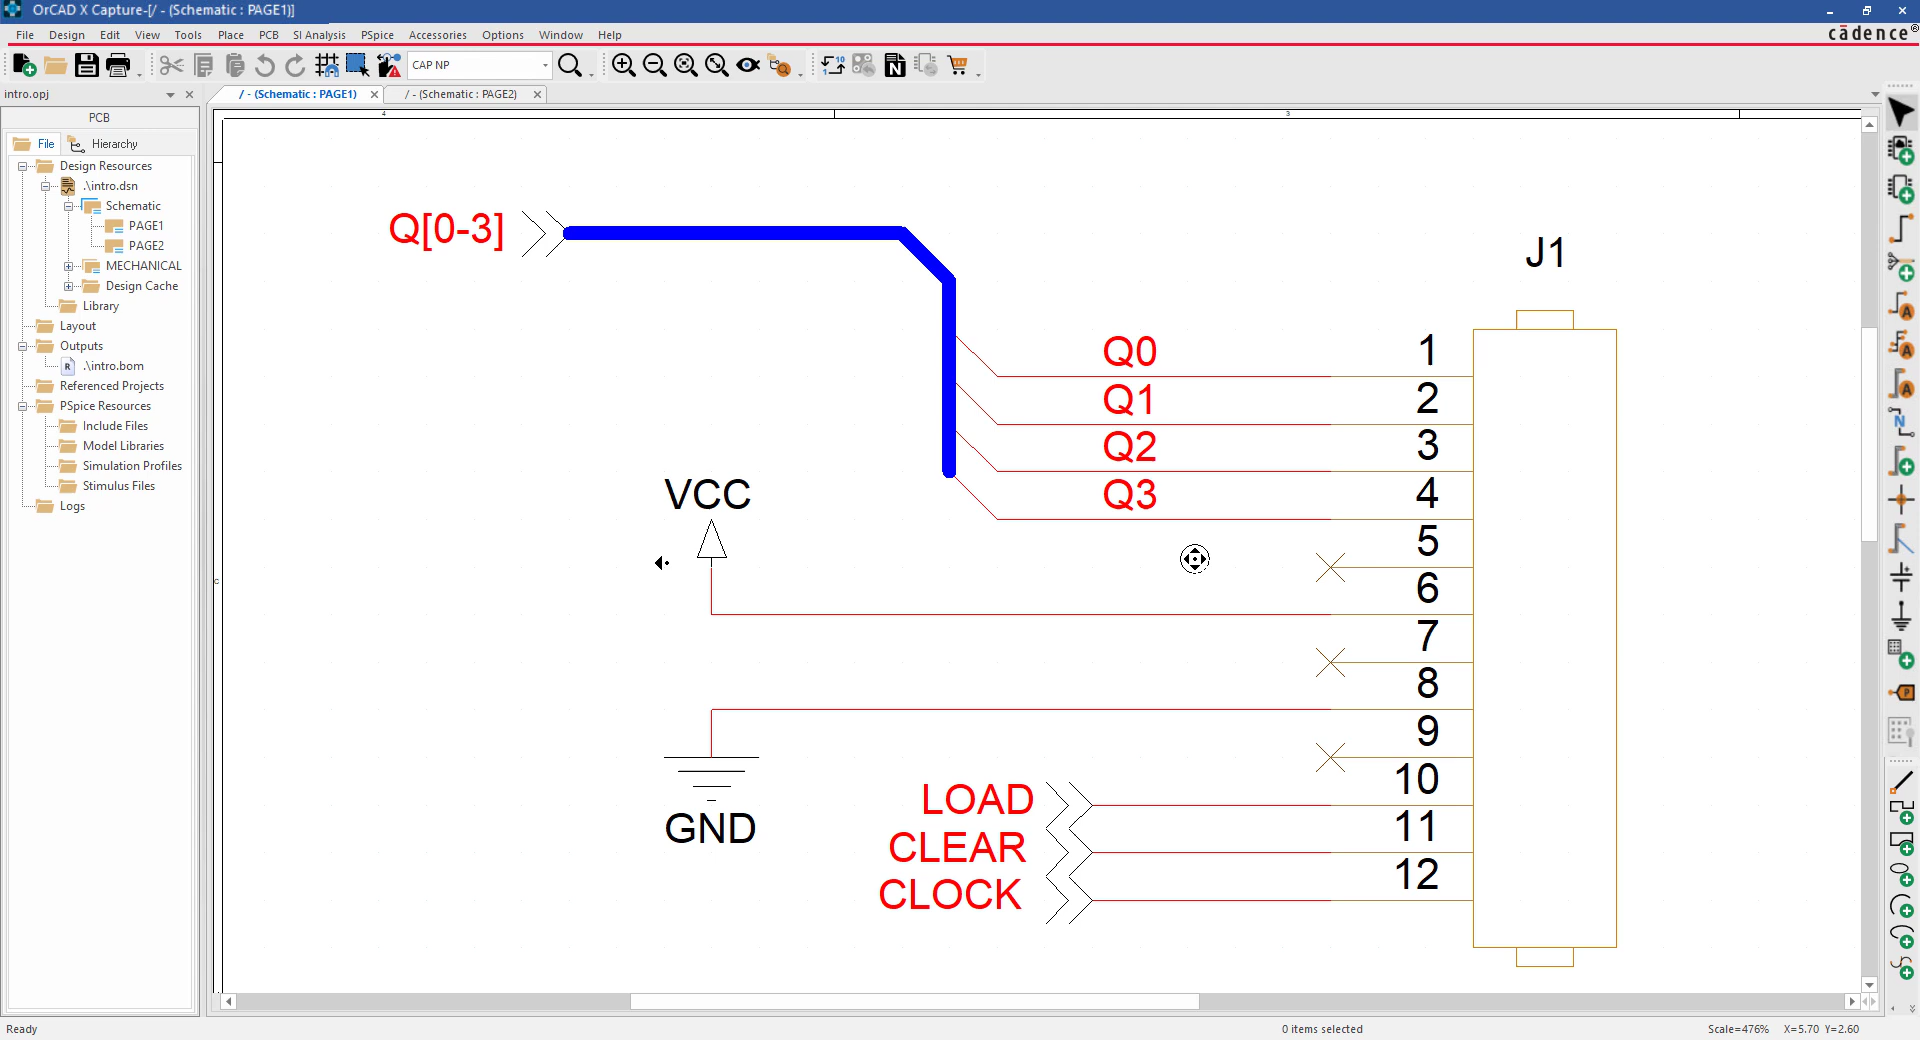 OrCAD X Capture-[/ - (Schematic : PAGE1)]
File Design Edit View Tools Place PCB SI Analysis PSpice Accessories Options Window Help
cādence®
CAP NP
intro.opj
/ - (Schematic : PAGE1)
/ - (Schematic : PAGE2)
PCB
File Hierarchy
Design Resources
.\intro.dsn
Schematic
PAGE1
PAGE2
MECHANICAL
Design Cache
Library
Layout
Outputs
.\intro.bom
Referenced Projects
PSpice Resources
Include Files
Model Libraries
Simulation Profiles
Stimulus Files
Logs
4
3
C
Q[0-3]
J1
Q0 1
Q1 2
Q2 3
Q3 4
VCC
5
6
7
8
9
GND
LOAD 10
CLEAR 11
CLOCK 12
Ready
0 items selected
Scale=476% X=5.70 Y=2.60